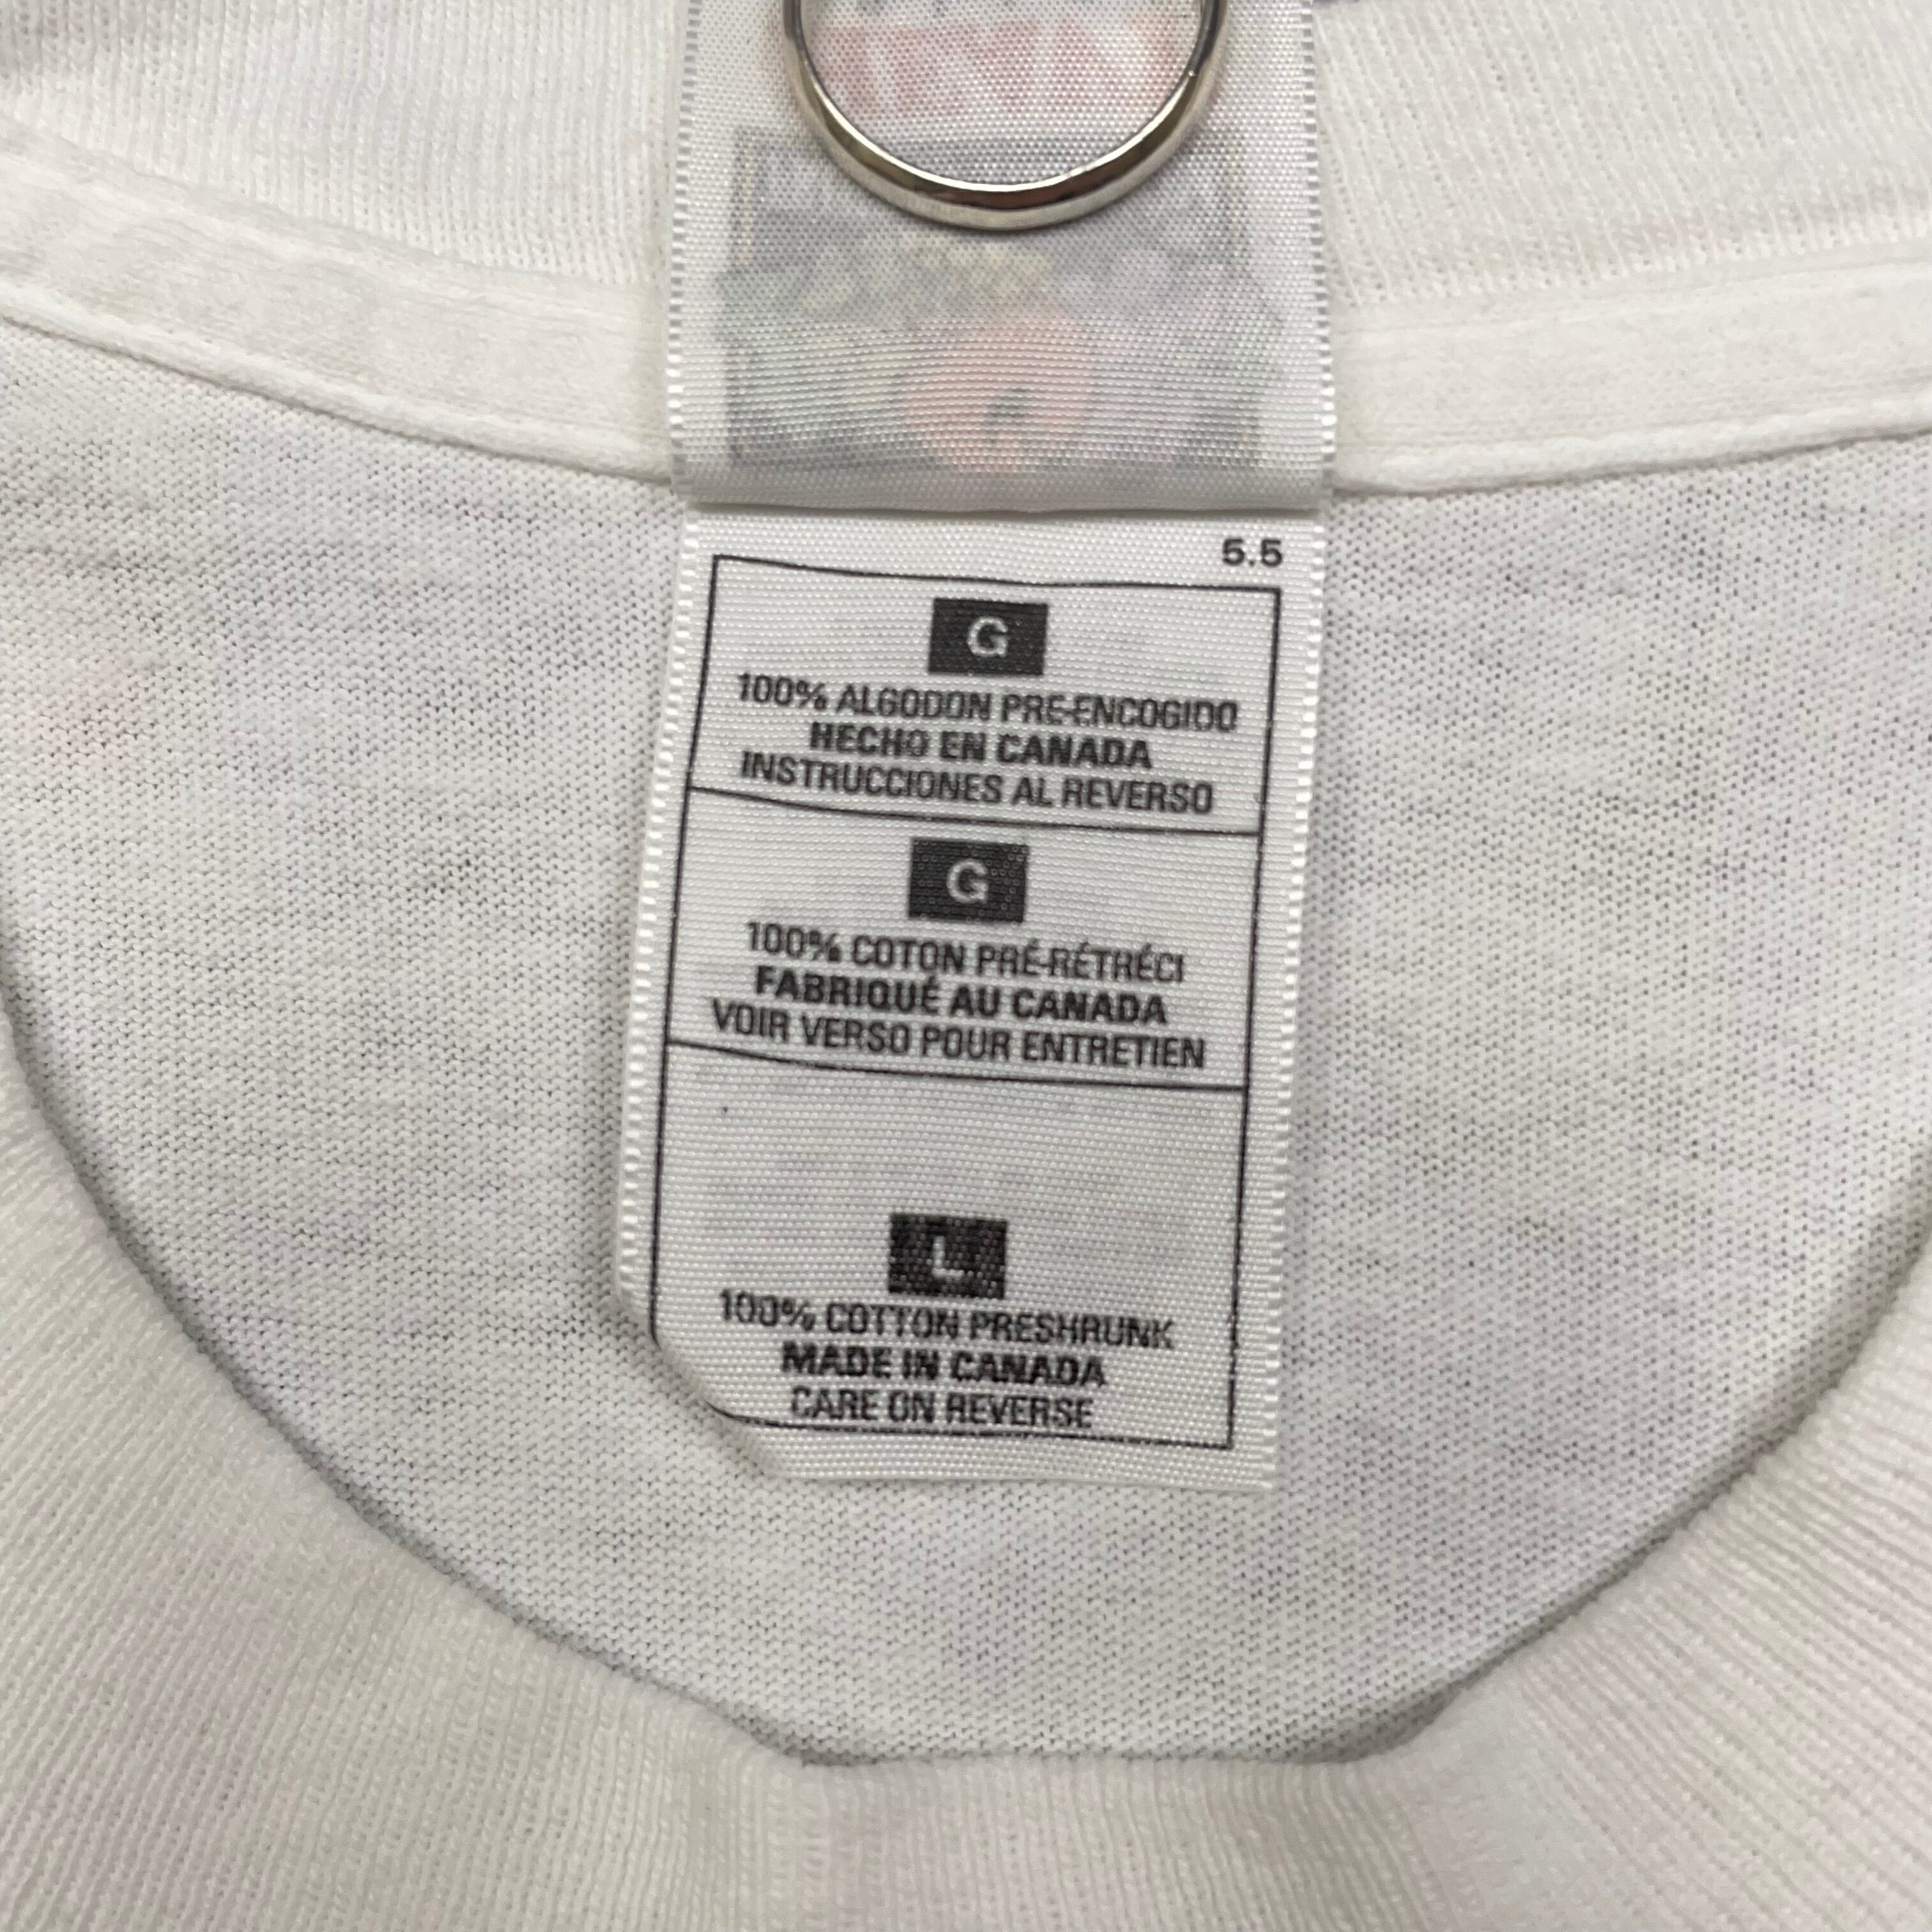 5.5
G
100% ALGODON PRE-ENCOGIDO
HECHO EN CANADA
INSTRUCCIONES AL REVERSO
G
100% COTON PRÉ-RÉTRÉCI
FABRIQUÉ AU CANADA
VOIR VERSO POUR ENTRETIEN
L
100% COTTON PRESHRUNK
MADE IN CANADA
CARE ON REVERSE